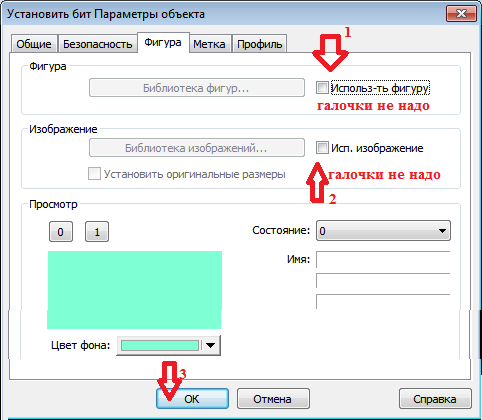 Установить бит Параметры объекта
Общие Безопасность Фигура Метка Профиль
1
Фигура
Библиотека фигур... Использ-ть фигуру
галочки не надо
Изображение
Библиотека изображений... Исп. изображение
Установить оригинальные размеры галочки не надо
2
Просмотр
0 1 Состояние: 0
Имя:
Цвет фона:
3
OK Отмена Справка